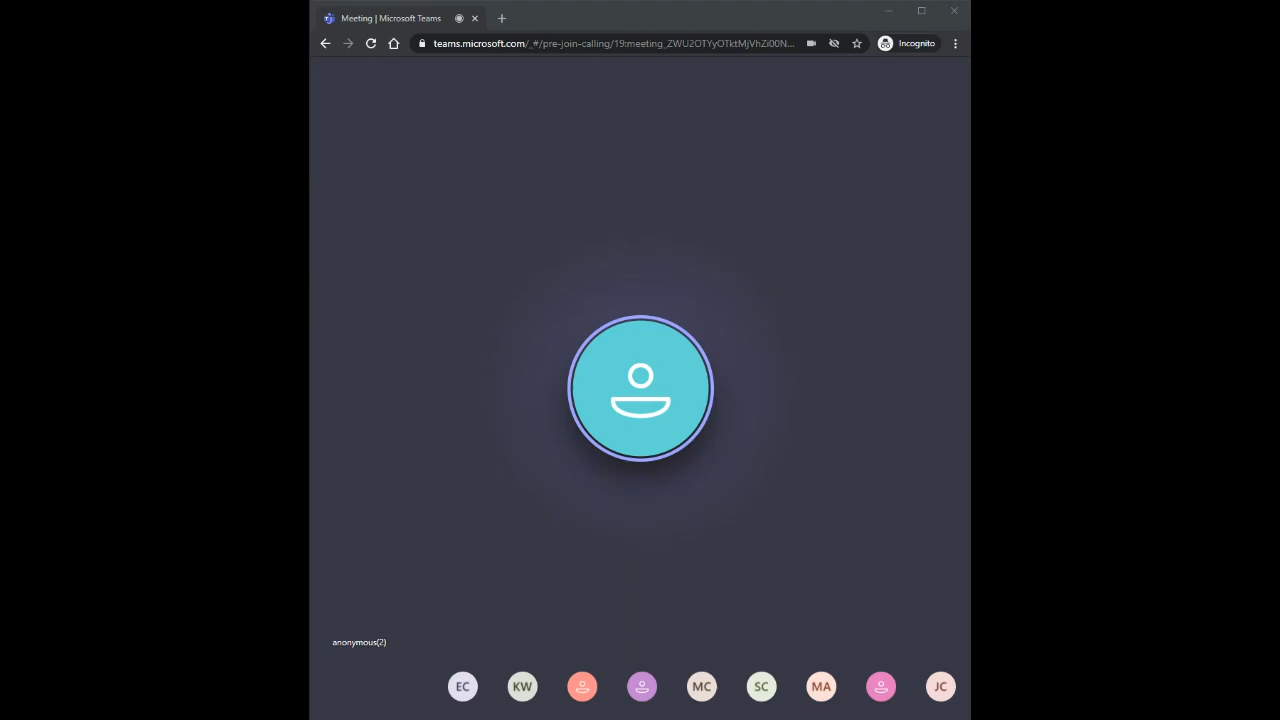 Meeting | Microsoft Teams
teams.microsoft.com/_#/pre-join-calling/19:meeting_ZWU2OTYyOTktMjVhZi00N...
Incognito
anonymous(2)
EC KW MC SC MA JC